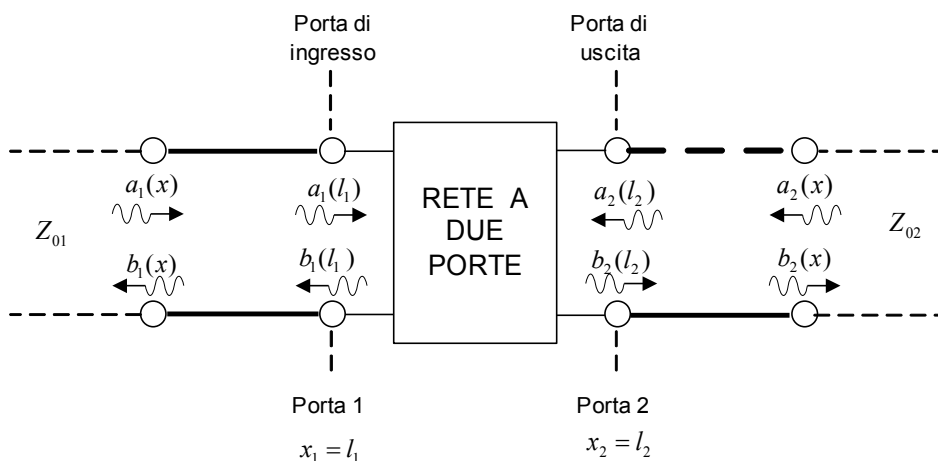 Porta di
ingresso
Porta di
uscita
a₁(x)
a₁(l₁)
RETE A
DUE
PORTE
a₂(l₂)
a₂(x)
Z₀₁
Z₀₂
b₁(x)
b₁(l₁)
b₂(l₂)
b₂(x)
Porta 1
Porta 2
x₁ = l₁
x₂ = l₂